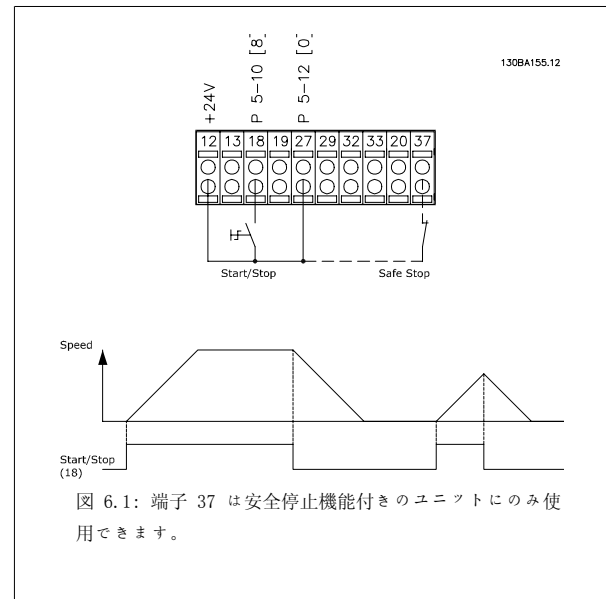 130BA155.12
+24V
P 5-10 [8]
P 5-12 [0]
12 13 18 19 27 29 32 33 20 37
Start/Stop
Safe Stop
Speed
Start/Stop
(18)
図 6.1: 端子 37 は安全停止機能付きのユニットにのみ使
用できます。